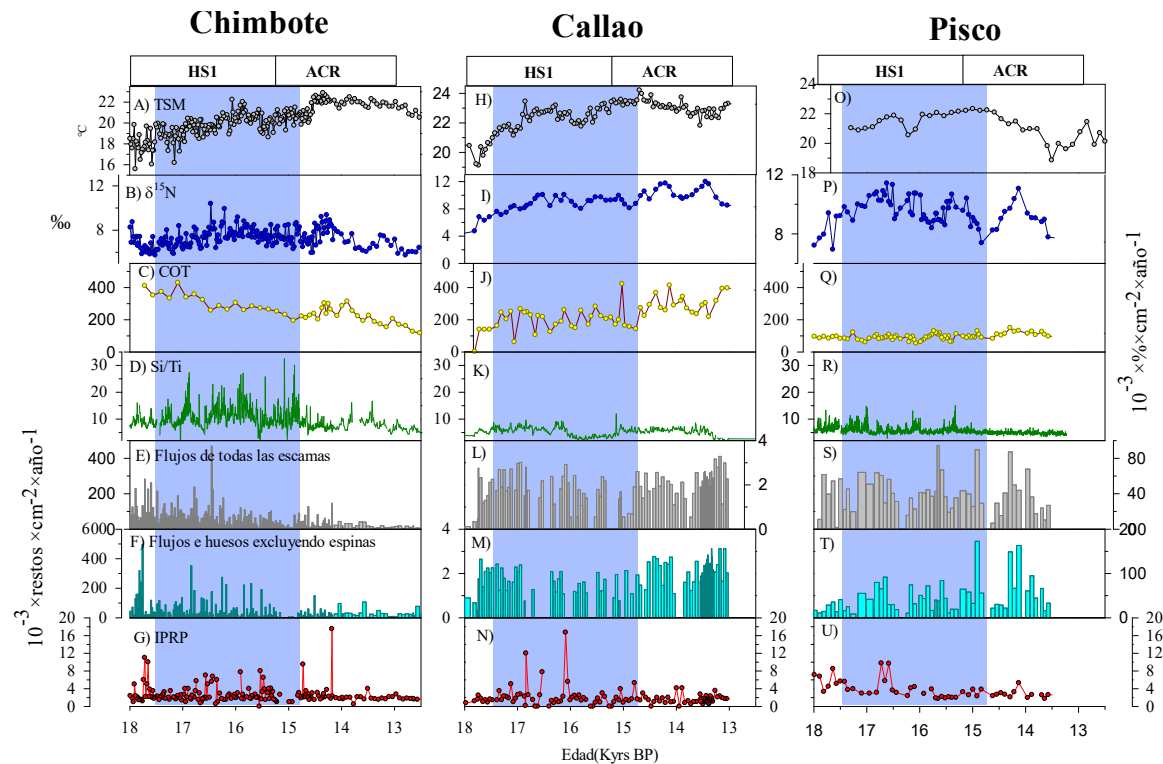 Chimbote Callao Pisco
HS1 ACR HS1 ACR HS1 ACR
A) TSM H) O)
°C
22 20 18 16
24 22 20
24 22 20 18
B) δ¹⁵N I) P)
‰
12 8
12 8 4
12 8 6
C) COT J) Q)
400 200 0
400 200 0
400 200 0
10⁻³ ×%×cm⁻²×año⁻¹
D) Si/Ti K) R)
30 20 10
30 20 10
30 20 10
E) Flujos de todas las escamas L) S)
400 200
4 2 0
80 40
F) Flujos e huesos excluyendo espinas M) T)
6000
400 200 0
4
100 0
10⁻³ ×restos ×cm⁻²×año⁻¹
G) IPRP N) U)
20 16 12 8 4 0
20 16 12 8 4 0
20 16 12 8 4 0
18 17 16 15 14 13
18 17 16 15 14 13
18 17 16 15 14 13
Edad(Kyrs BP)